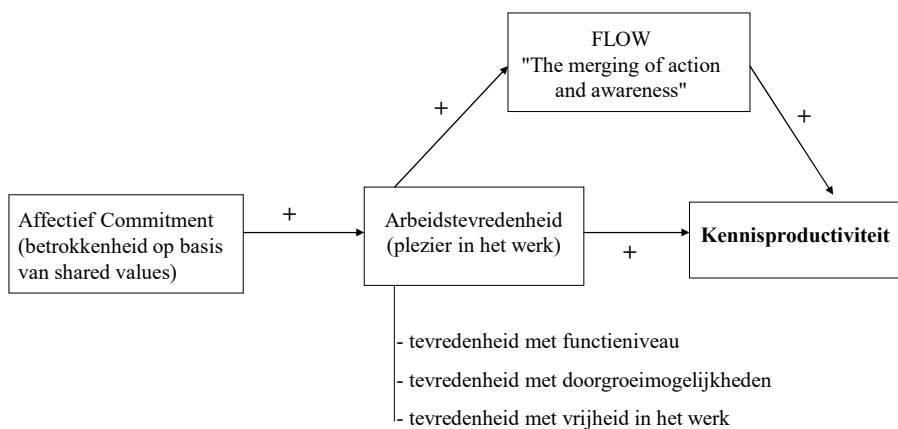 FLOW
"The merging of action
and awareness"
+
+
Affectief Commitment
(betrokkenheid op basis
van shared values)
+
Arbeidstevredenheid
(plezier in het werk)
+
Kennisproductiviteit
- tevredenheid met functieniveau
- tevredenheid met doorgroeimogelijkheden
- tevredenheid met vrijheid in het werk